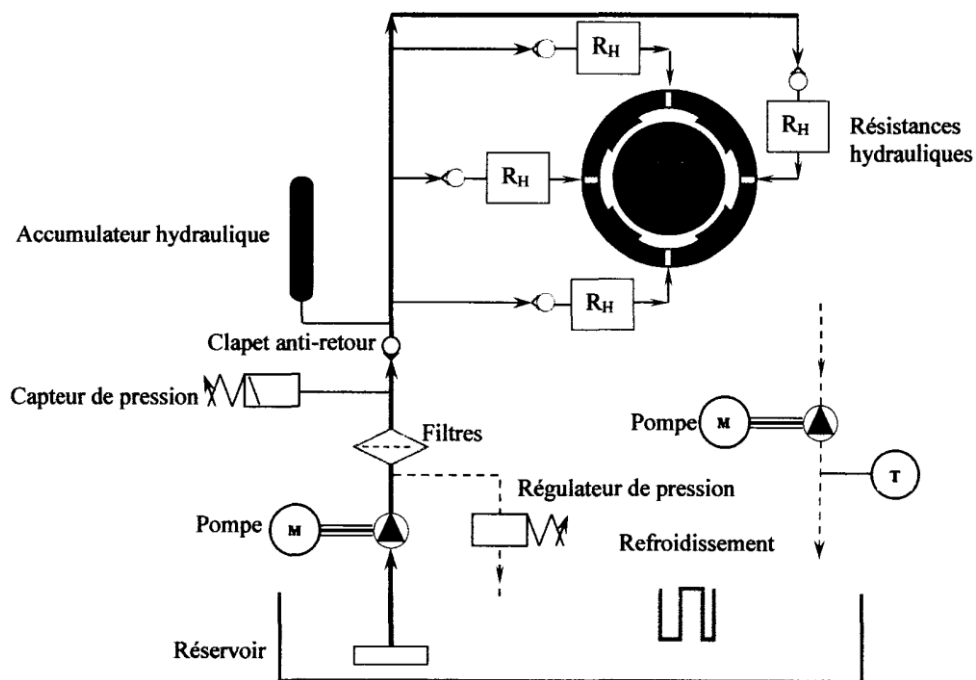 R_H
R_H
Résistances
hydrauliques
R_H
Accumulateur hydraulique
R_H
Clapet anti-retour
Capteur de pression
Filtres
Pompe
M
T
Régulateur de pression
Pompe
M
Refroidissement
Réservoir